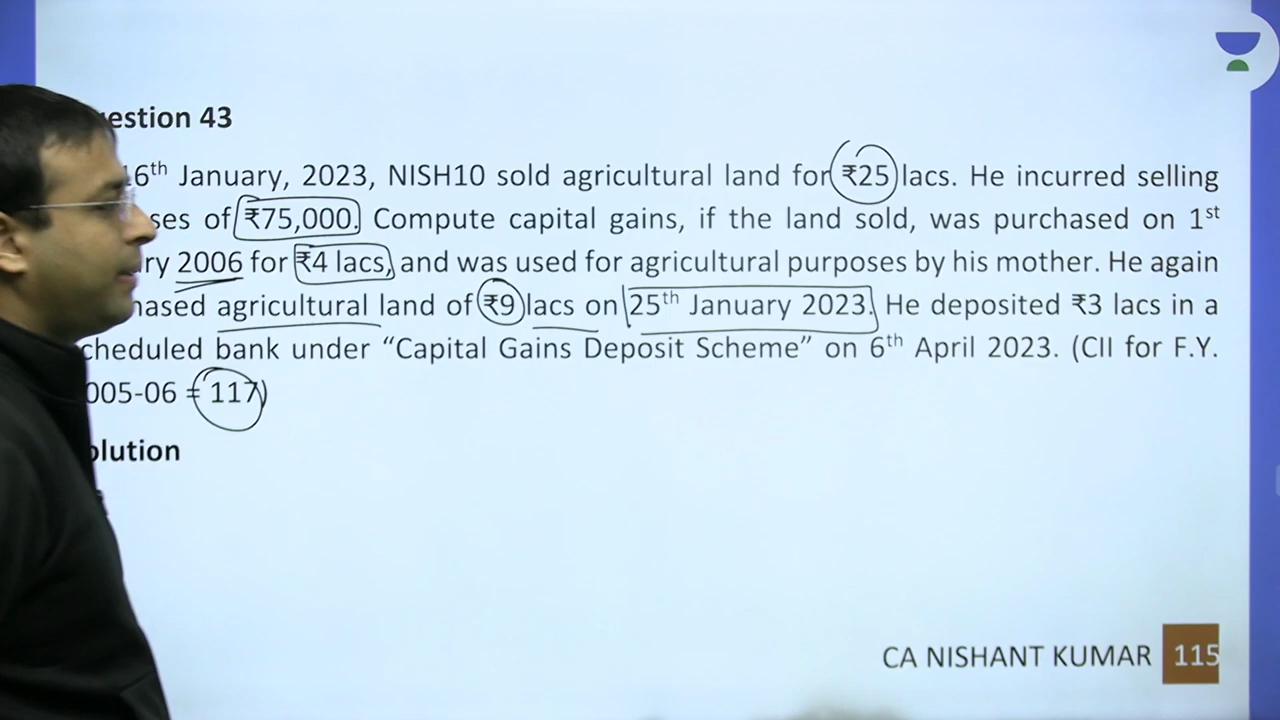 estion 43
6th January, 2023, NISH10 sold agricultural land for ₹25 lacs. He incurred selling
ses of ₹75,000. Compute capital gains, if the land sold, was purchased on 1st
ry 2006 for ₹4 lacs, and was used for agricultural purposes by his mother. He again
hased agricultural land of ₹9 lacs on 25th January 2023. He deposited ₹3 lacs in a
cheduled bank under “Capital Gains Deposit Scheme” on 6th April 2023. (CII for F.Y.
005-06 = 117)
olution
CA NISHANT KUMAR 115